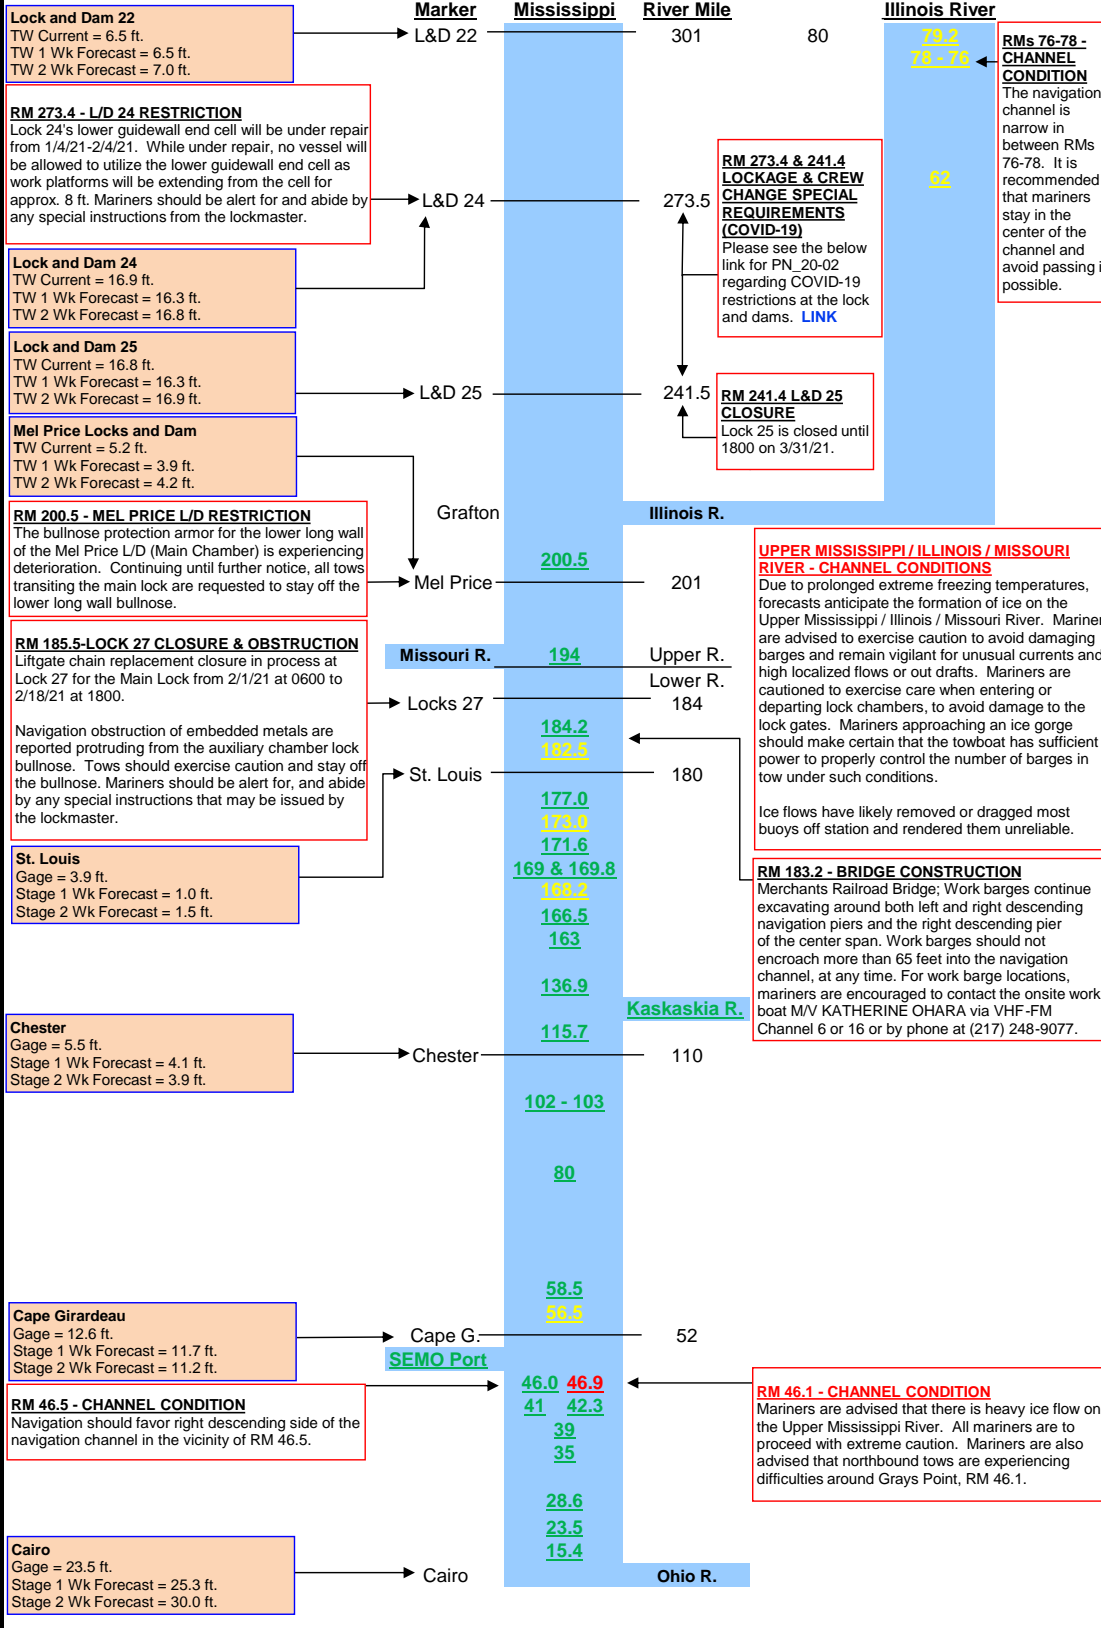 Marker Mississippi River Mile Illinois River
Lock and Dam 22
TW Current = 6.5 ft.
TW 1 Wk Forecast = 6.5 ft.
TW 2 Wk Forecast = 7.0 ft.
L&D 22 301 80 79.2
78 - 76
RMs 76-78 -
CHANNEL
CONDITION
The navigation
channel is
narrow in
between RMs
76-78. It is
recommended
that mariners
stay in the
center of the
channel and
avoid passing i
possible.
62
RM 273.4 - L/D 24 RESTRICTION
Lock 24's lower guidewall end cell will be under repair
from 1/4/21-2/4/21. While under repair, no vessel will
be allowed to utilize the lower guidewall end cell as
work platforms will be extending from the cell for
approx. 8 ft. Mariners should be alert for and abide by
any special instructions from the lockmaster.
L&D 24 273.5
RM 273.4 & 241.4
LOCKAGE & CREW
CHANGE SPECIAL
REQUIREMENTS
(COVID-19)
Please see the below
link for PN_20-02
regarding COVID-19
restrictions at the lock
and dams. LINK
Lock and Dam 24
TW Current = 16.9 ft.
TW 1 Wk Forecast = 16.3 ft.
TW 2 Wk Forecast = 16.8 ft.
Lock and Dam 25
TW Current = 16.8 ft.
TW 1 Wk Forecast = 16.3 ft.
TW 2 Wk Forecast = 16.9 ft.
L&D 25 241.5
RM 241.4 L&D 25
CLOSURE
Lock 25 is closed until
1800 on 3/31/21.
Mel Price Locks and Dam
TW Current = 5.2 ft.
TW 1 Wk Forecast = 3.9 ft.
TW 2 Wk Forecast = 4.2 ft.
Grafton Illinois R.
RM 200.5 - MEL PRICE L/D RESTRICTION
The bullnose protection armor for the lower long wall
of the Mel Price L/D (Main Chamber) is experiencing
deterioration. Continuing until further notice, all tows
transiting the main lock are requested to stay off the
lower long wall bullnose.
200.5
Mel Price 201
UPPER MISSISSIPPI / ILLINOIS / MISSOURI
RIVER - CHANNEL CONDITIONS
Due to prolonged extreme freezing temperatures,
forecasts anticipate the formation of ice on the
Upper Mississippi / Illinois / Missouri River. Mariner
are advised to exercise caution to avoid damaging
barges and remain vigilant for unusual currents and
high localized flows or out drafts. Mariners are
cautioned to exercise care when entering or
departing lock chambers, to avoid damage to the
lock gates. Mariners approaching an ice gorge
should make certain that the towboat has sufficient
power to properly control the number of barges in
tow under such conditions.
Ice flows have likely removed or dragged most
buoys off station and rendered them unreliable.
RM 185.5-LOCK 27 CLOSURE & OBSTRUCTION
Liftgate chain replacement closure in process at
Lock 27 for the Main Lock from 2/1/21 at 0600 to
2/18/21 at 1800.
Navigation obstruction of embedded metals are
reported protruding from the auxiliary chamber lock
bullnose. Tows should exercise caution and stay off
the bullnose. Mariners should be alert for, and abide
by any special instructions that may be issued by
the lockmaster.
Missouri R. 194 Upper R.
Lower R.
Locks 27 184
184.2
182.5
St. Louis 180
177.0
173.0
171.6
169 & 169.8
168.2
166.5
163
St. Louis
Gage = 3.9 ft.
Stage 1 Wk Forecast = 1.0 ft.
Stage 2 Wk Forecast = 1.5 ft.
RM 183.2 - BRIDGE CONSTRUCTION
Merchants Railroad Bridge; Work barges continue
excavating around both left and right descending
navigation piers and the right descending pier
of the center span. Work barges should not
encroach more than 65 feet into the navigation
channel, at any time. For work barge locations,
mariners are encouraged to contact the onsite work
boat M/V KATHERINE OHARA via VHF-FM
Channel 6 or 16 or by phone at (217) 248-9077.
136.9
Kaskaskia R.
115.7
Chester
Gage = 5.5 ft.
Stage 1 Wk Forecast = 4.1 ft.
Stage 2 Wk Forecast = 3.9 ft.
Chester 110
102 - 103
80
58.5
56.5
Cape Girardeau
Gage = 12.6 ft.
Stage 1 Wk Forecast = 11.7 ft.
Stage 2 Wk Forecast = 11.2 ft.
Cape G. 52
SEMO Port
46.0 46.9
41 42.3
39
35
RM 46.5 - CHANNEL CONDITION
Navigation should favor right descending side of the
navigation channel in the vicinity of RM 46.5.
RM 46.1 - CHANNEL CONDITION
Mariners are advised that there is heavy ice flow on
the Upper Mississippi River. All mariners are to
proceed with extreme caution. Mariners are also
advised that northbound tows are experiencing
difficulties around Grays Point, RM 46.1.
28.6
23.5
15.4
Cairo
Gage = 23.5 ft.
Stage 1 Wk Forecast = 25.3 ft.
Stage 2 Wk Forecast = 30.0 ft.
Cairo Ohio R.